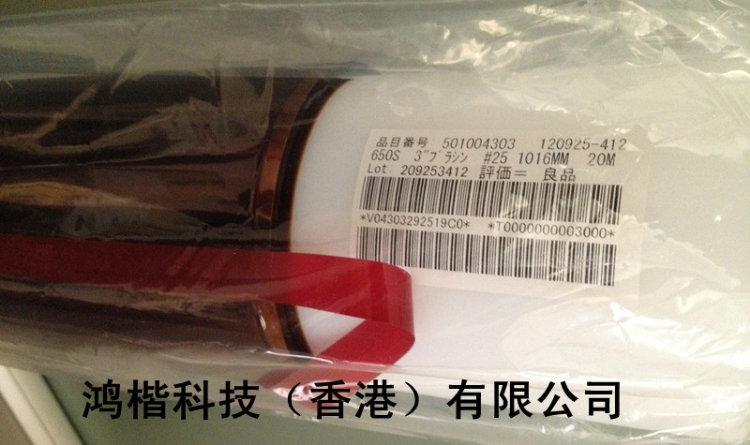 品目番号 501004303 120925-412
650S 3"プラシン #25 1016MM 20M
Lot 209253412 評価= 良品
*V04303292519C0* *T0000000003000*
鸿楷科技（香港）有限公司